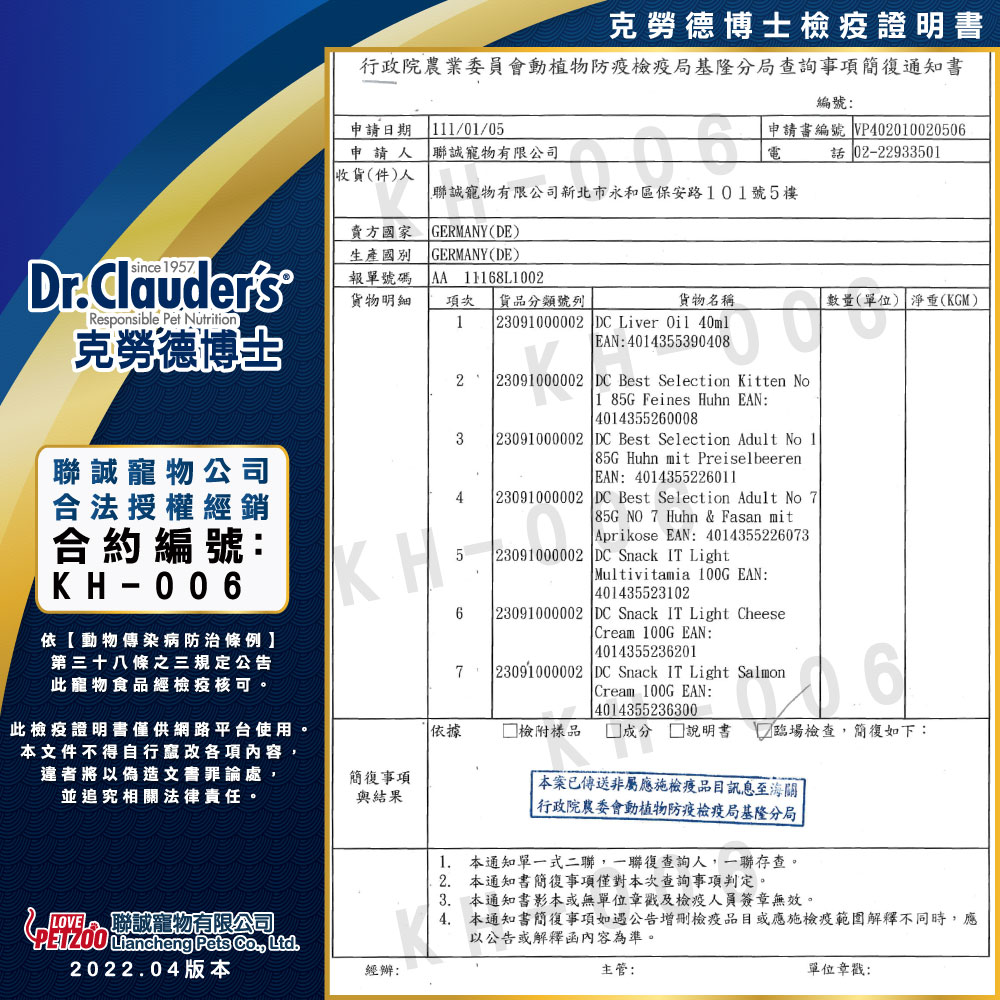 克勞德博士檢疫證明書
行政院農業委員會動植物防疫檢疫局基隆分局查詢事項簡復通知書
編號:
申請日期 111/01/05 申請書編號 VP402010020506
申請人 聯誠寵物有限公司 電話 02-22933501
收貨(件)人
聯誠寵物有限公司新北市永和區保安路101號5樓
賣方國家 GERMANY(DE)
生產國別 GERMANY(DE)
報單號碼 AA 11168L1002
貨物明細 項次 貨品分類號列 貨物名稱 數量(單位) 淨重(KGM)
1 23091000002 DC Liver Oil 40ml
EAN:4014355390408
2 23091000002 DC Best Selection Kitten No
1 85G Feines Huhn EAN:
4014355260008
3 23091000002 DC Best Selection Adult No 1
85G Huhn mit Preiselbeeren
EAN: 4014355226011
4 23091000002 DC Best Selection Adult No 7
85G NO 7 Huhn & Fasan mit
Aprikose EAN: 4014355226073
5 23091000002 DC Snack IT Light
Multivitamia 100G EAN:
401435523102
6 23091000002 DC Snack IT Light Cheese
Cream 100G EAN:
4014355236201
7 23091000002 DC Snack IT Light Salmon
Cream 100G EAN:
4014355236300
依據 □檢附樣品 □成分 □說明書 ☑臨場檢查,簡復如下:
簡復事項
與結果
本案已傳送非屬應施檢疫品目訊息至海關
行政院農委會動植物防疫檢疫局基隆分局
1. 本通知單一式二聯,一聯復查詢人,一聯存查。
2. 本通知書簡復事項僅對本次查詢事項判定。
3. 本通知書影本或無單位章戳及檢疫人員簽章無效。
4. 本通知書簡復事項如遇公告增刪檢疫品目或應施檢疫範圍解釋不同時,應
以公告或解釋函內容為準。
經辦: 主管: 單位章戳:
KH-006
KH-006
KH-006
KH-006
KH-006
since 1957
Dr.Clauder's®
Responsible Pet Nutrition
克勞德博士
聯誠寵物公司
合法授權經銷
合約編號:
KH-006
依【動物傳染病防治條例】
第三十八條之三規定公告
此寵物食品經檢疫核可。
此檢疫證明書僅供網路平台使用。
本文件不得自行竄改各項內容,
違者將以偽造文書罪論處,
並追究相關法律責任。
LOVE
PETZOO
聯誠寵物有限公司
Liancheng Pets Co., Ltd.
2022.04版本